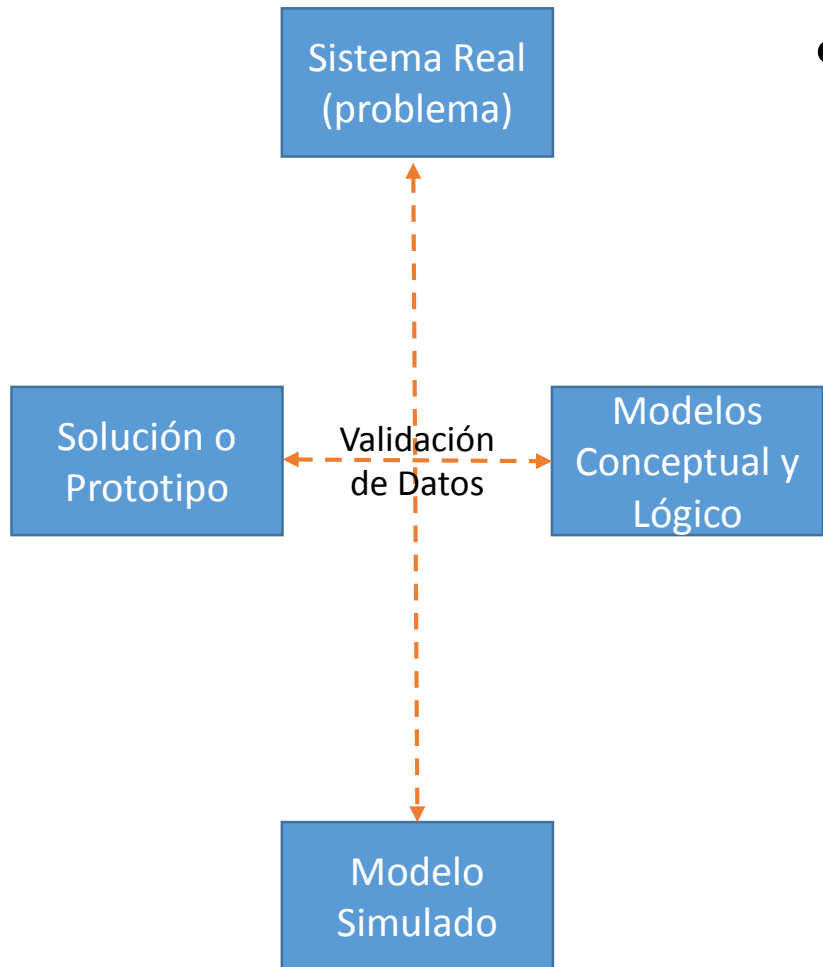 Sistema Real
(problema)
Solución o
Prototipo
Validación
de Datos
Modelos
Conceptual y
Lógico
Modelo
Simulado